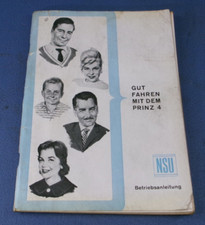 GUT
FAHREN
MIT DEM
PRINZ 4
NSU
Betriebsanleitung